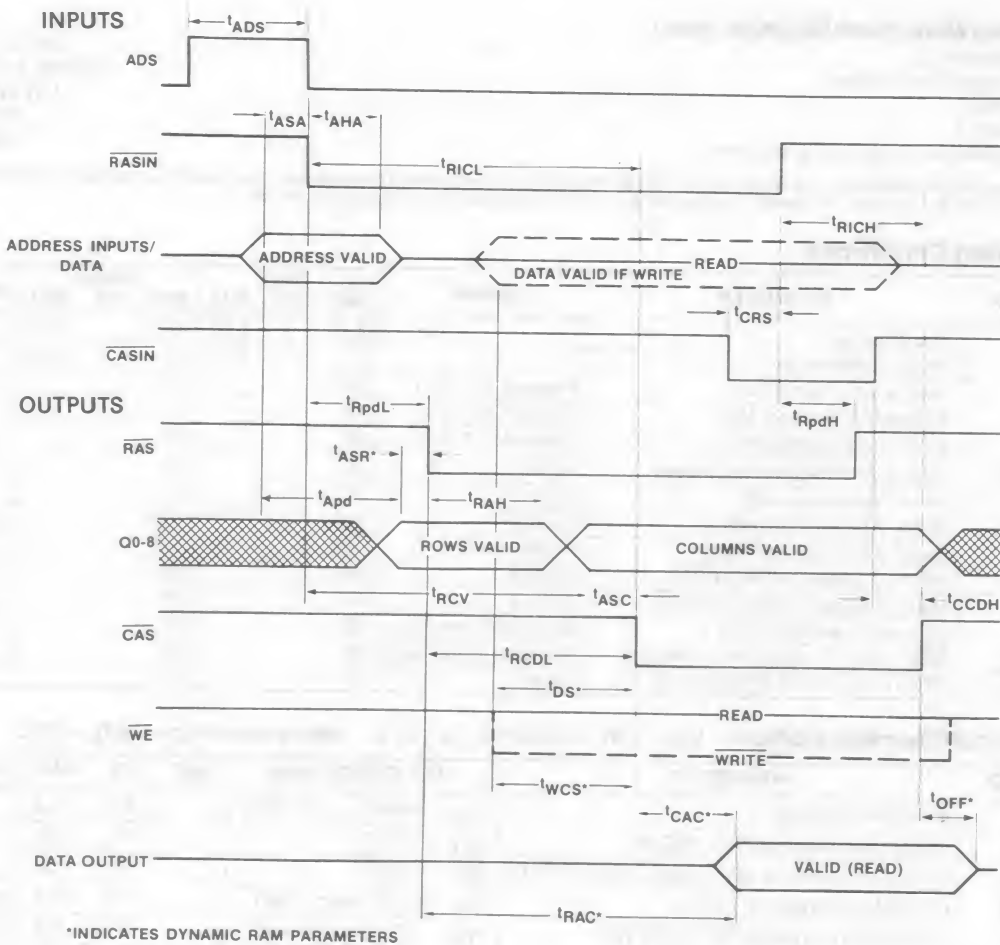 INPUTS
tADS
ADS
tASA
tAHA
RASIN
tRICL
tRICH
ADDRESS INPUTS/
DATA
ADDRESS VALID
READ
DATA VALID IF WRITE
tCRS
CASIN
OUTPUTS
tRpdL
tRpdH
RAS
tASR*
tApd
tRAH
Q0-8
ROWS VALID
COLUMNS VALID
tRCV
tASC
tCCDH
CAS
tRCDL
tDS*
READ
WE
WRITE
tWCS*
tCAC*
tOFF*
DATA OUTPUT
VALID (READ)
tRAC*
*INDICATES DYNAMIC RAM PARAMETERS